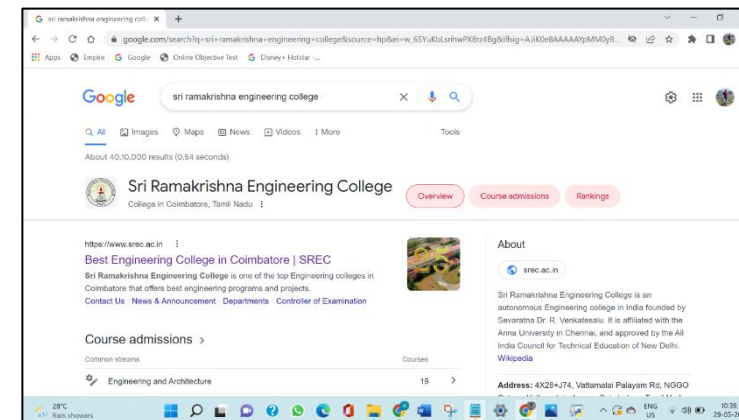 sri ramakrishna engineering coll
google.com/search?q=sri+ramakrishna+engineering+college&source=hp&ei=w_6SYuKbLsrihwPX8rz4Bg&iflsig=AJiK0e8AAAAAYpMM0y8...
Apps Empire Google Online Objective Test Disney+ Hotstar -...
Google sri ramakrishna engineering college
All Images Maps News Videos More Tools
About 40,10,000 results (0.54 seconds)
Sri Ramakrishna Engineering College
College in Coimbatore, Tamil Nadu
Overview Course admissions Rankings
https://www.srec.ac.in
Best Engineering College in Coimbatore | SREC
Sri Ramakrishna Engineering College is one of the top Engineering colleges in
Coimbatore that offers best engineering programs and projects.
Contact Us · News & Announcement · Departments · Controller of Examination
Course admissions
Common streams Courses
Engineering and Architecture 19
About
srec.ac.in
Sri Ramakrishna Engineering College is an
autonomous Engineering college in India founded by
Sevaratna Dr. R. Venkatesalu. It is affiliated with the
Anna University in Chennai, and approved by the All
India Council for Technical Education of New Delhi.
Wikipedia
Address: 4X28+J74, Vattamalai Palayam Rd, NGGO
28°C
Rain showers
ENG
US
10:39
29-05-20